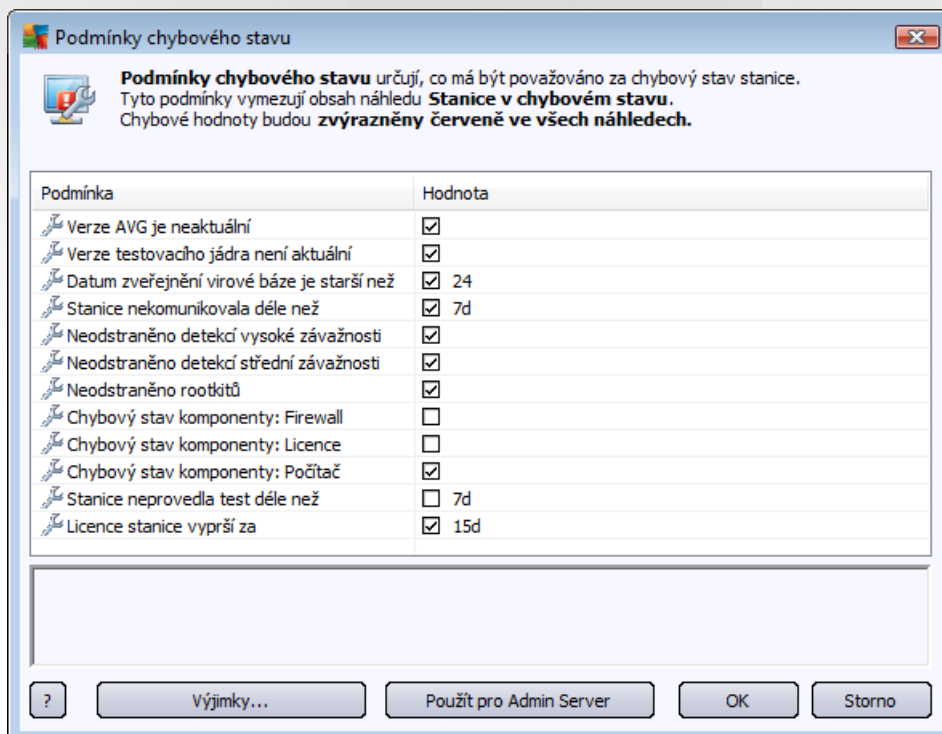 Podmínky chybového stavu
Podmínky chybového stavu určují, co má být považováno za chybový stav stanice.
Tyto podmínky vymezují obsah náhledu Stanice v chybovém stavu.
Chybové hodnoty budou zvýrazněny červeně ve všech náhledech.
Podmínka Hodnota
Verze AVG je neaktuální
Verze testovacího jádra není aktuální
Datum zveřejnění virové báze je starší než 24
Stanice nekomunikovala déle než 7d
Neodstraněno detekcí vysoké závažnosti
Neodstraněno detekcí střední závažnosti
Neodstraněno rootkitů
Chybový stav komponenty: Firewall
Chybový stav komponenty: Licence
Chybový stav komponenty: Počítač
Stanice neprovedla test déle než 7d
Licence stanice vyprší za 15d
? Výjimky... Použít pro Admin Server OK Storno